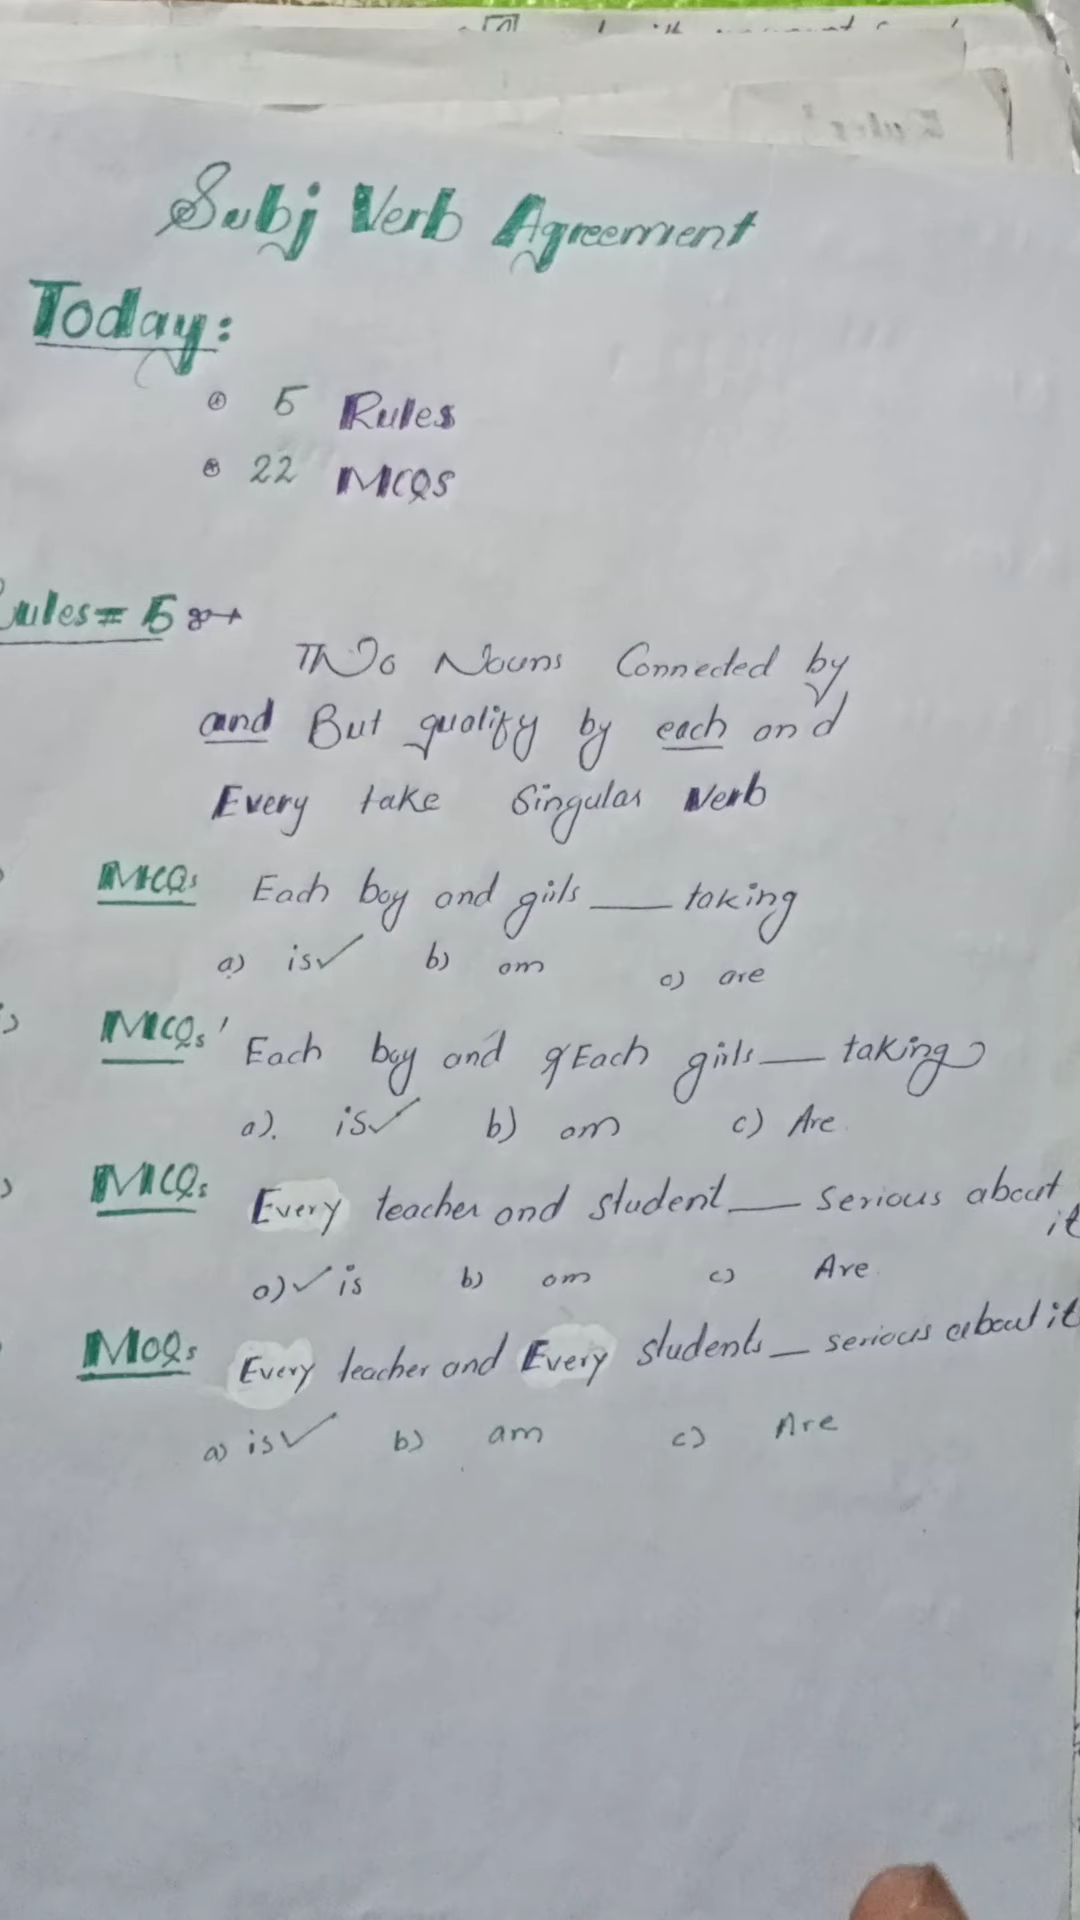 Subj Verb Agreement
Today:
5 Rules
22 MCQS
Rules = 5
Two Nouns Connected by
and But qualify by each and
Every take Singular Verb
MCQs Each boy and girls ___ taking
a) is✓ b) am c) are
MCQs Each boy and Each girls ___ taking
a). is✓ b) am c) Are
MCQs Every teacher and student ___ Serious about
it
a)✓ is b) am c) Are
MCQs Every teacher and Every students _ serious about it
a) is✓ b) am c) Are